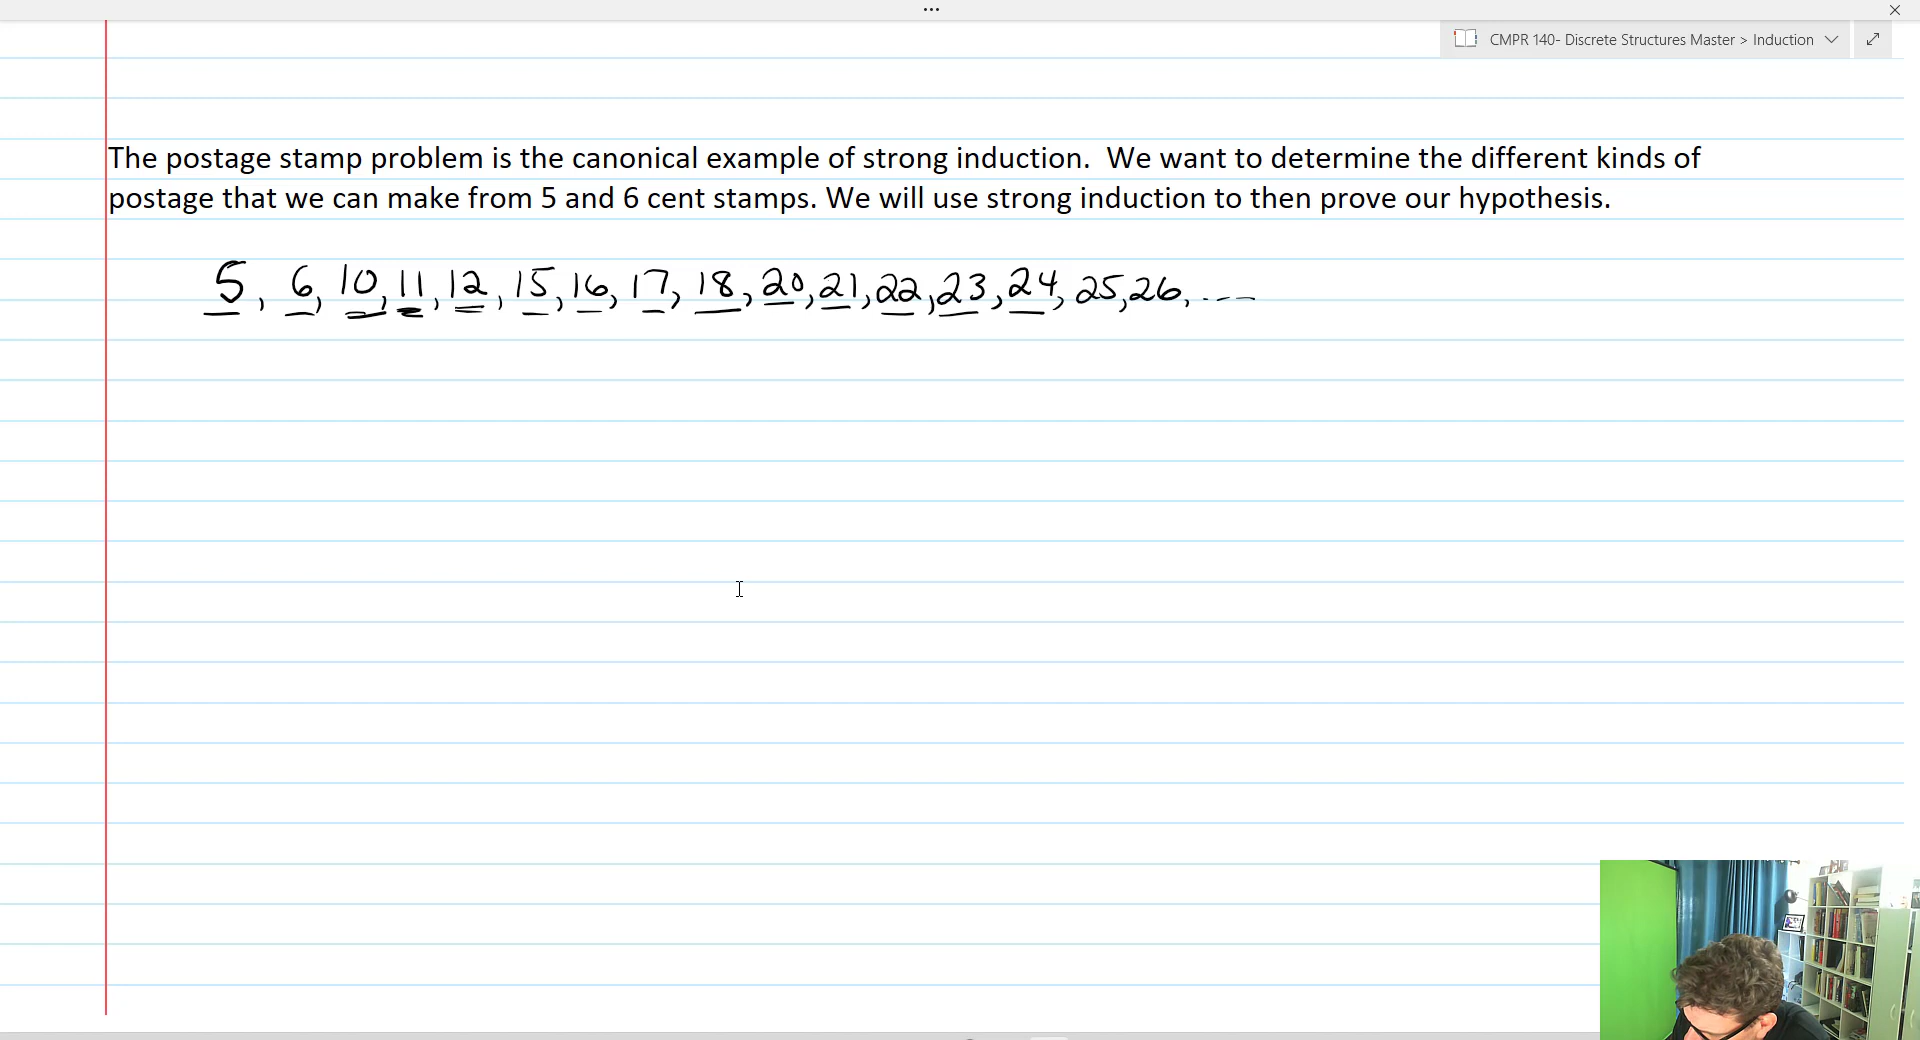 CMPR 140- Discrete Structures Master > Induction
The postage stamp problem is the canonical example of strong induction.  We want to determine the different kinds of
postage that we can make from 5 and 6 cent stamps. We will use strong induction to then prove our hypothesis.
5, 6, 10, 11, 12, 15, 16, 17, 18, 20, 21, 22, 23, 24, 25, 26, ----